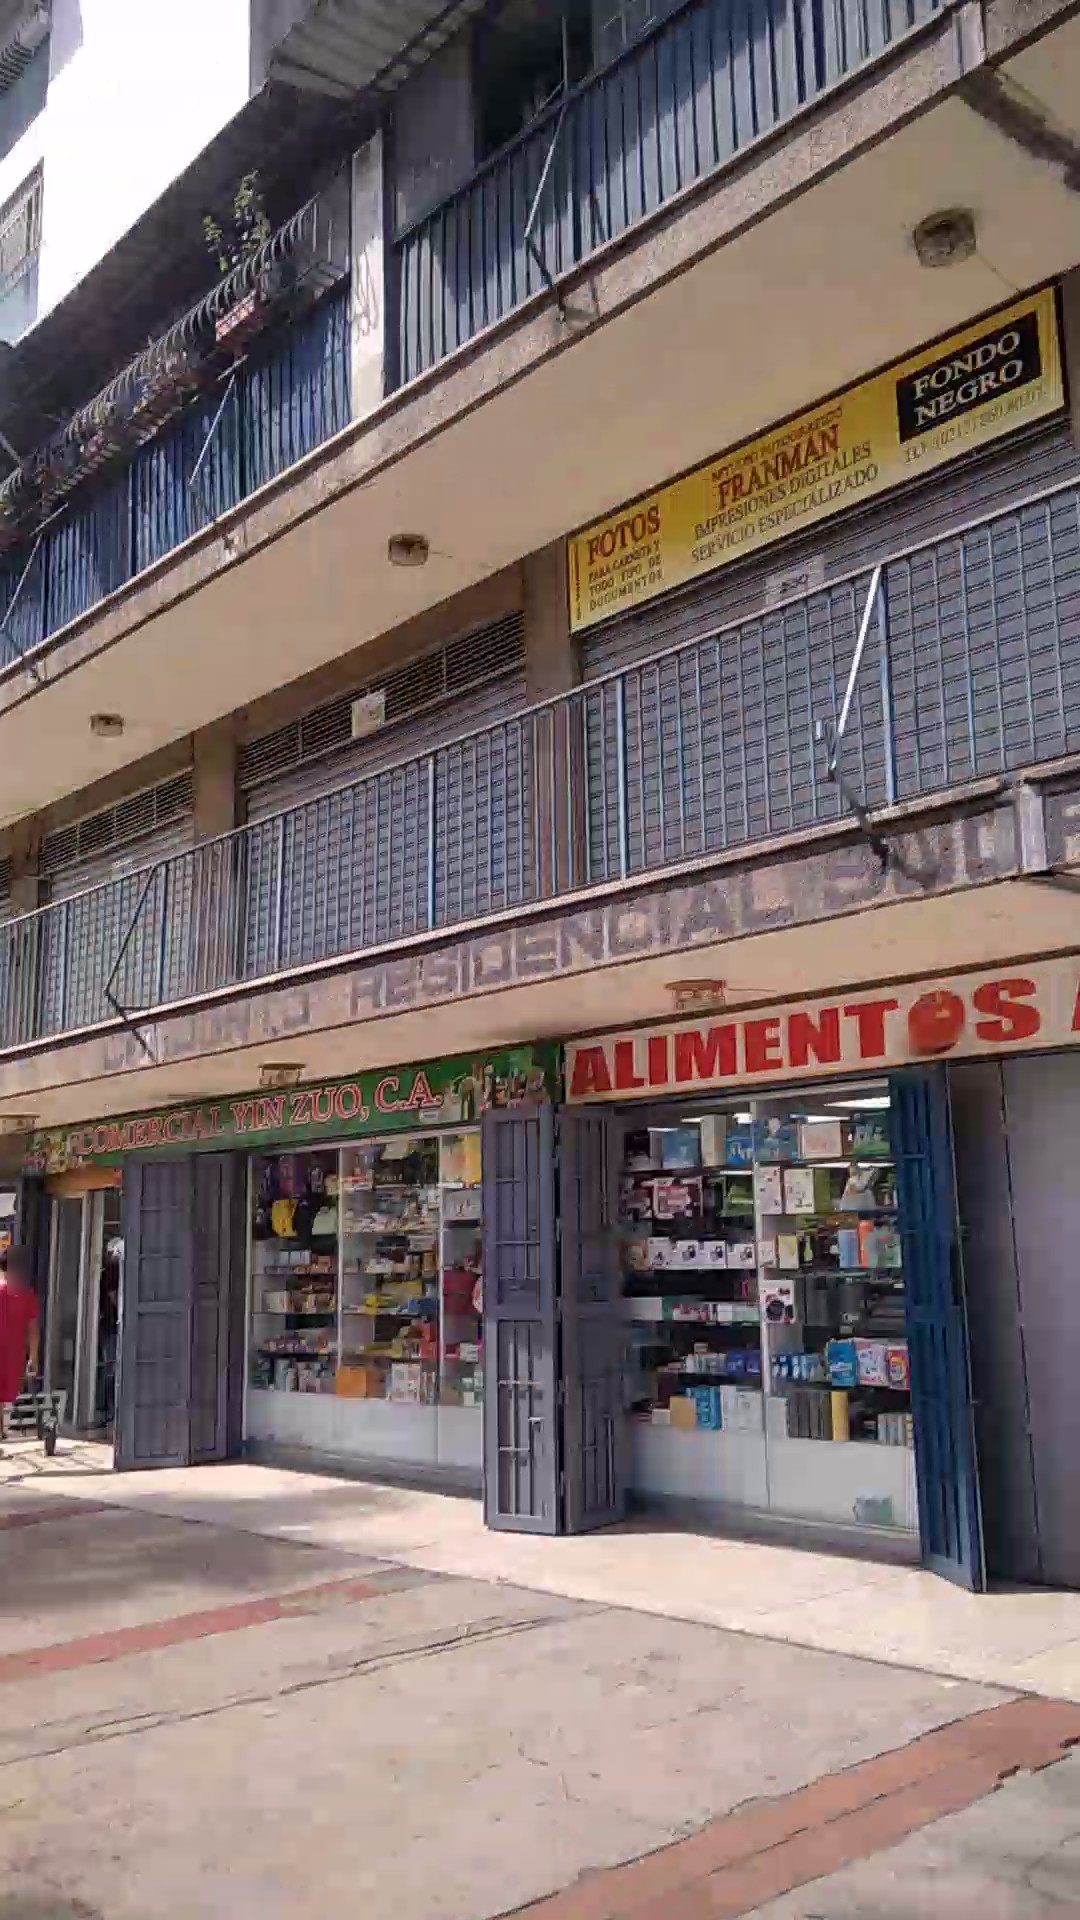 FONDO
NEGRO
FRANMAN
IMPRESIONES DIGITALES
SERVICIO ESPECIALIZADO
FOTOS
PARA CARNETS Y
TODO TIPO DE
DOCUMENTOS
CONJUNTO RESIDENCIAL
ALIMENTOS
COMERCIAL YIN ZUO, C.A.